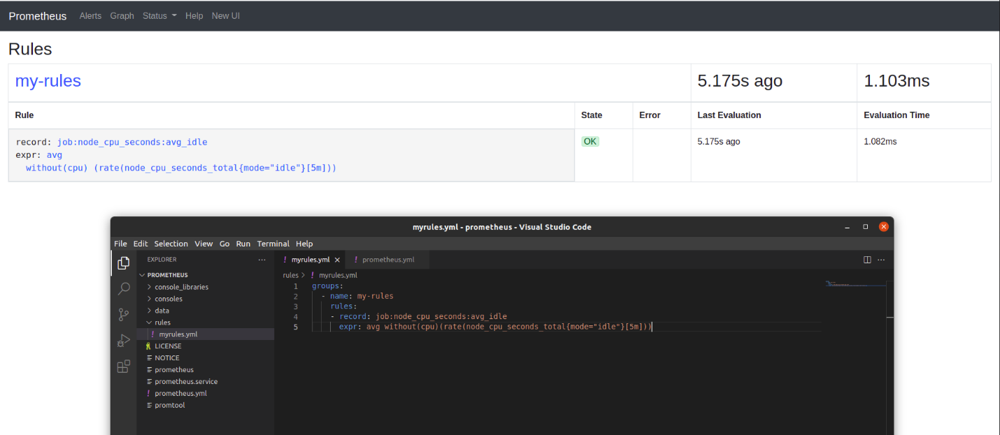 Prometheus Alerts Graph Status Help New UI
Rules
my-rules 5.175s ago 1.103ms
Rule State Error Last Evaluation Evaluation Time
record: job:node_cpu_seconds:avg_idle OK 5.175s ago 1.082ms
expr: avg
without(cpu) (rate(node_cpu_seconds_total{mode="idle"}[5m]))
myrules.yml - prometheus - Visual Studio Code
File Edit Selection View Go Run Terminal Help
EXPLORER ··· ! myrules.yml × ! prometheus.yml ···
PROMETHEUS
console_libraries
consoles
data
rules
! myrules.yml
LICENSE
NOTICE
prometheus
prometheus.service
! prometheus.yml
promtool
rules > ! myrules.yml
1 groups:
2 - name: my-rules
3 rules:
4 - record: job:node_cpu_seconds:avg_idle
5 expr: avg without(cpu)(rate(node_cpu_seconds_total{mode="idle"}[5m]))